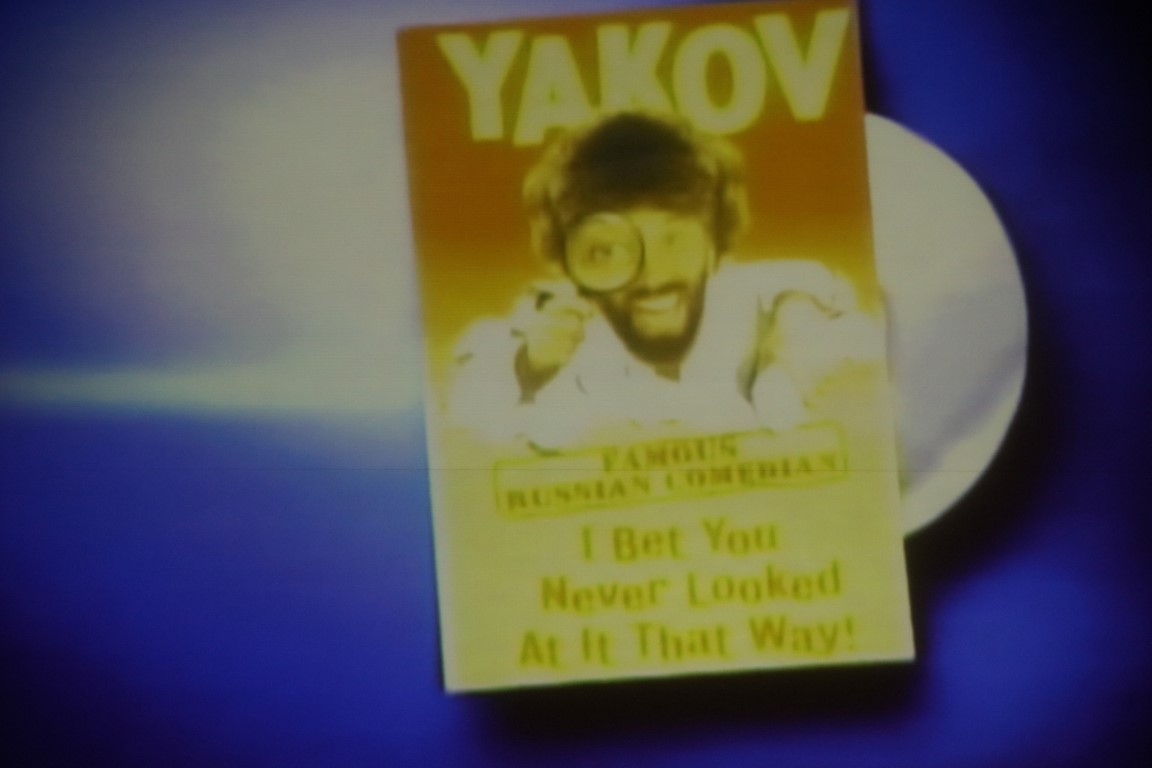 YAKOV
FAMOUS
RUSSIAN COMEDIAN
I Bet You
Never Looked
At It That Way!